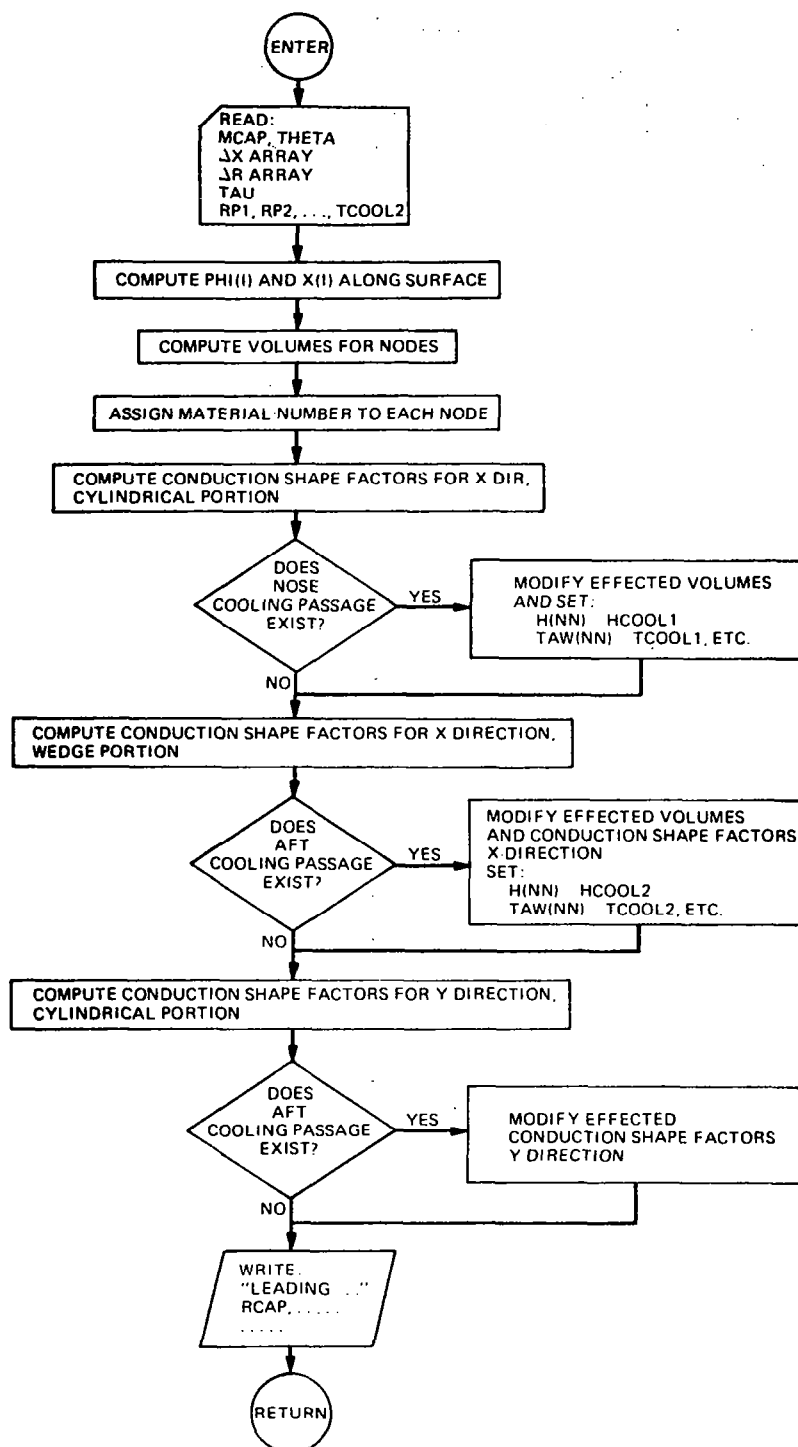 ENTER
READ:
MCAP, THETA
ΔX ARRAY
ΔR ARRAY
TAU
RP1, RP2, . . ., TCOOL2
COMPUTE PHI(I) AND X(I) ALONG SURFACE
COMPUTE VOLUMES FOR NODES
ASSIGN MATERIAL NUMBER TO EACH NODE
COMPUTE CONDUCTION SHAPE FACTORS FOR X DIR,
CYLINDRICAL PORTION
DOES
NOSE
COOLING PASSAGE
EXIST?
YES
MODIFY EFFECTED VOLUMES
AND SET:
H(NN) HCOOL1
TAW(NN) TCOOL1, ETC.
NO
COMPUTE CONDUCTION SHAPE FACTORS FOR X DIRECTION,
WEDGE PORTION
DOES
AFT
COOLING PASSAGE
EXIST?
YES
MODIFY EFFECTED VOLUMES
AND CONDUCTION SHAPE FACTORS
X DIRECTION
SET:
H(NN) HCOOL2
TAW(NN) TCOOL2, ETC.
NO
COMPUTE CONDUCTION SHAPE FACTORS FOR Y DIRECTION,
CYLINDRICAL PORTION
DOES
AFT
COOLING PASSAGE
EXIST?
YES
MODIFY EFFECTED
CONDUCTION SHAPE FACTORS
Y DIRECTION
NO
WRITE.
"LEADING . ."
RCAP, . . . . .
. . . . .
RETURN